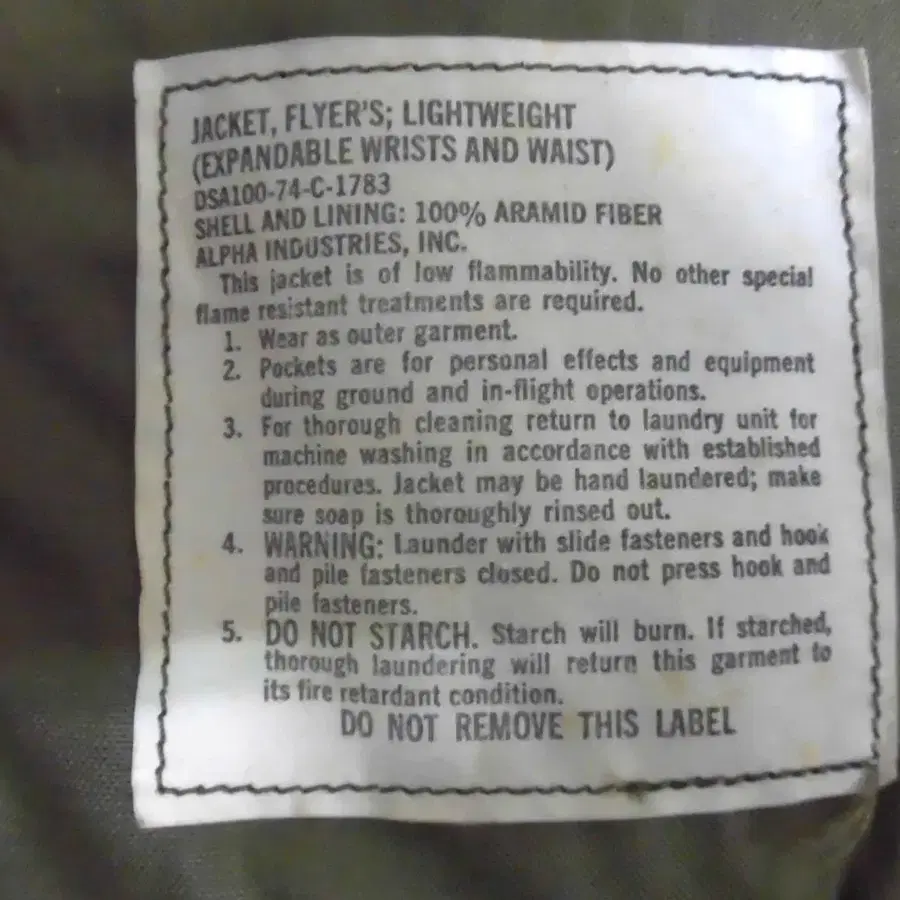 JACKET, FLYER'S; LIGHTWEIGHT
(EXPANDABLE WRISTS AND WAIST)
DSA100-74-C-1783
SHELL AND LINING: 100% ARAMID FIBER
ALPHA INDUSTRIES, INC.
This jacket is of low flammability. No other special
flame resistant treatments are required.
1. Wear as outer garment.
2. Pockets are for personal effects and equipment
during ground and in-flight operations.
3. For thorough cleaning return to laundry unit for
machine washing in accordance with established
procedures. Jacket may be hand laundered; make
sure soap is thoroughly rinsed out.
4. WARNING: Launder with slide fasteners and hook
and pile fasteners closed. Do not press hook and
pile fasteners.
5. DO NOT STARCH. Starch will burn. If starched,
thorough laundering will return this garment to
its fire retardant condition.
DO NOT REMOVE THIS LABEL